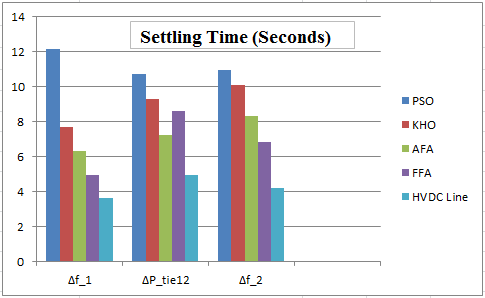 Settling Time (Seconds)
14
12
10
8
6
4
2
0
Δf_1
ΔP_tie12
Δf_2
PSO
KHO
AFA
FFA
HVDC Line